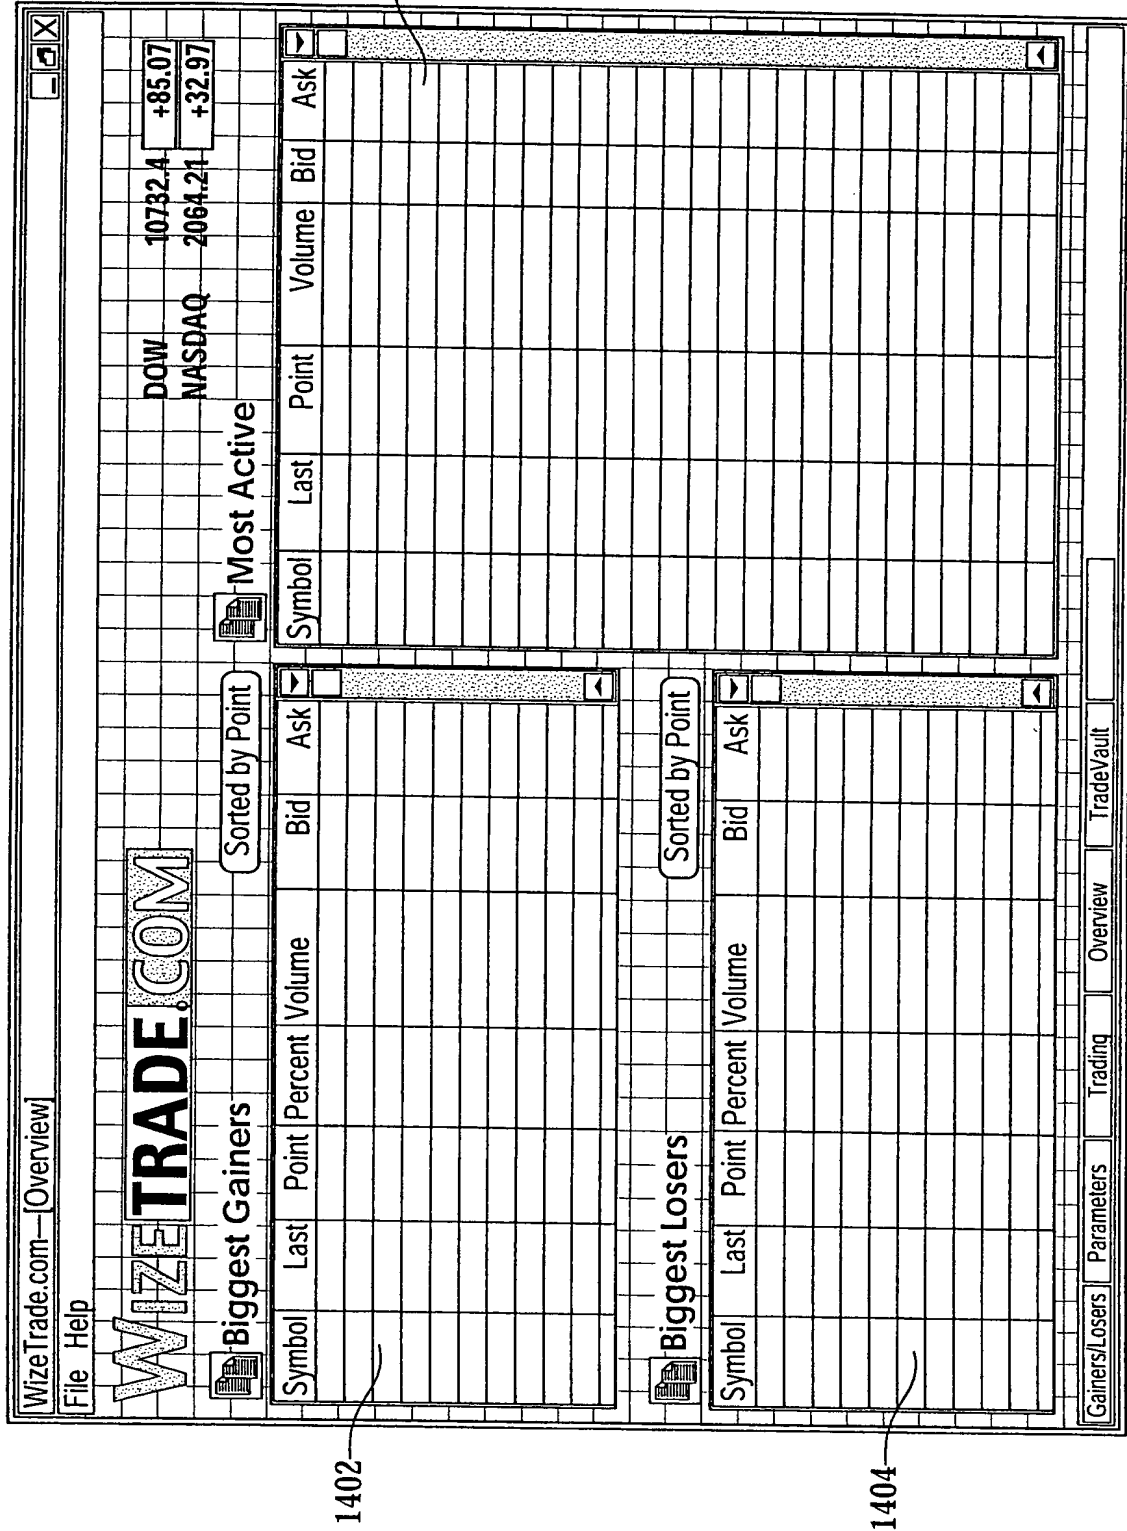 WizeTrade.com—[Overview]
File Help
WIZETRADE.COM
DOW 10732.4 +85.07
NASDAQ 2064.21 +32.97
Biggest Gainers
Sorted by Point
Symbol Last Point Percent Volume Bid Ask
1402
Biggest Losers
Sorted by Point
Symbol Last Point Percent Volume Bid Ask
1404
Most Active
Symbol Last Point Volume Bid Ask
Gainers/Losers Parameters Trading Overview TradeVault